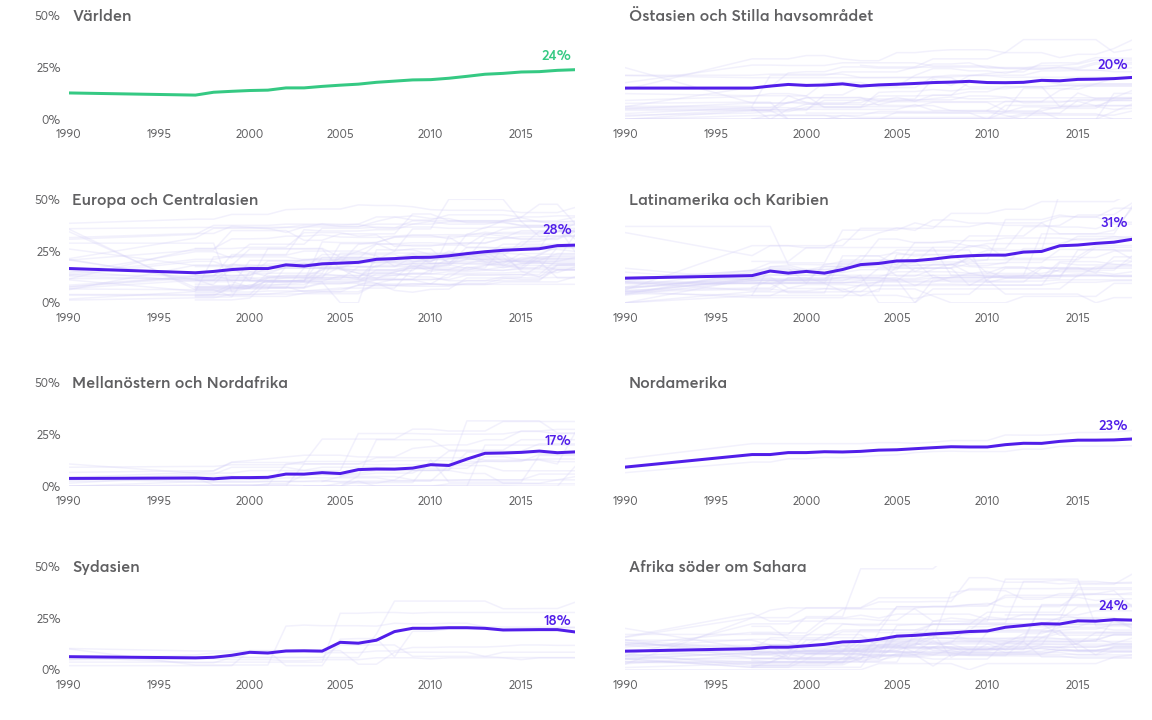 50%
Världen
24%
25%
0%
1990 1995 2000 2005 2010 2015
Östasien och Stilla havsområdet
20%
1990 1995 2000 2005 2010 2015
50%
Europa och Centralasien
28%
25%
0%
1990 1995 2000 2005 2010 2015
Latinamerika och Karibien
31%
1990 1995 2000 2005 2010 2015
50%
Mellanöstern och Nordafrika
25%
17%
0%
1990 1995 2000 2005 2010 2015
Nordamerika
23%
1990 1995 2000 2005 2010 2015
50%
Sydasien
25%
18%
0%
1990 1995 2000 2005 2010 2015
Afrika söder om Sahara
24%
1990 1995 2000 2005 2010 2015